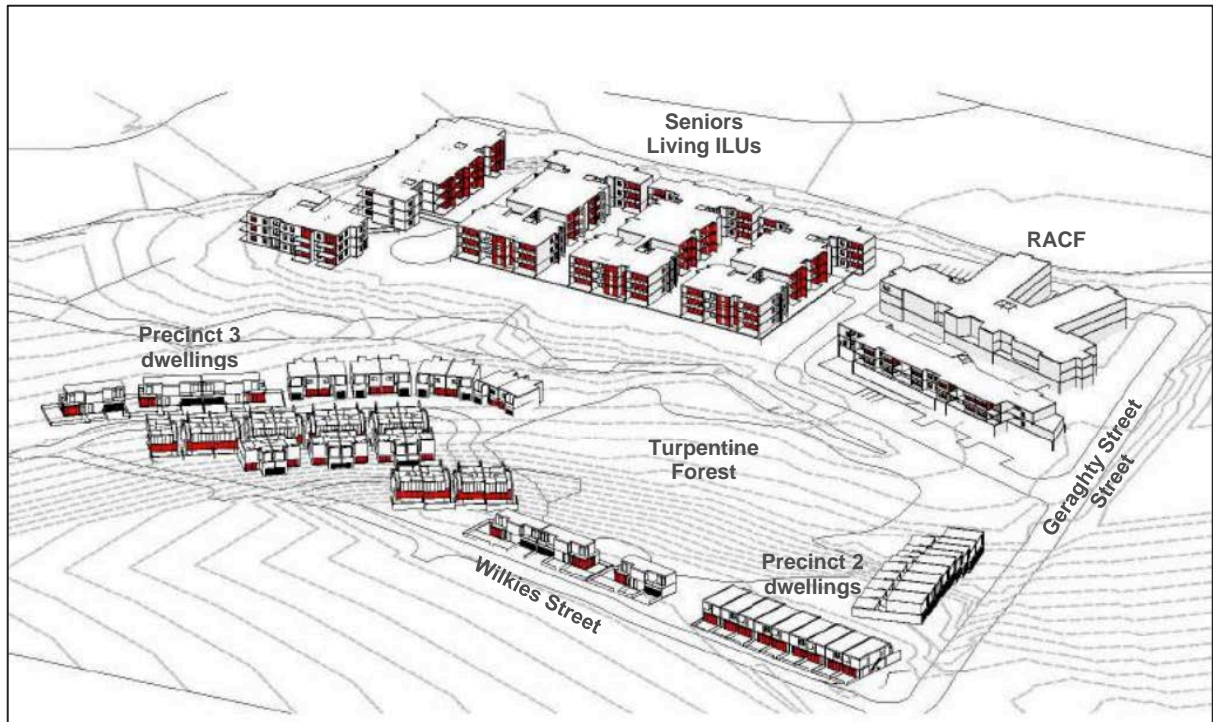 Seniors
Living ILUs
RACF
Precinct 3
dwellings
Turpentine
Forest
Geraghty Street
Street
Precinct 2
dwellings
Wilkies Street